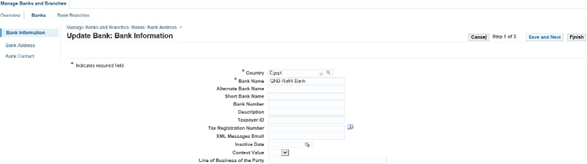 Manage Banks and Branches
Overview Banks Bank Branches
Manage Banks and Branches: Banks: Bank Address >
Bank Information
Update Bank: Bank Information
Cancel Step 1 of 3 Save and Next Finish
Bank Address
Bank Contact
* Indicates required field
* Country Egypt
* Bank Name QNB Alahli Bank
Alternate Bank Name
Short Bank Name
Bank Number
Description
Taxpayer ID
Tax Registration Number
XML Messages Email
Inactive Date
Context Value
Line of Business of the Party